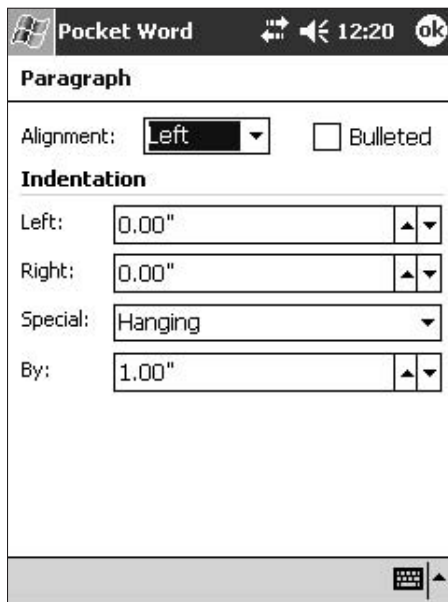 Pocket Word 12:20 ok
Paragraph
Alignment: Left Bulleted
Indentation
Left: 0.00"
Right: 0.00"
Special: Hanging
By: 1.00"